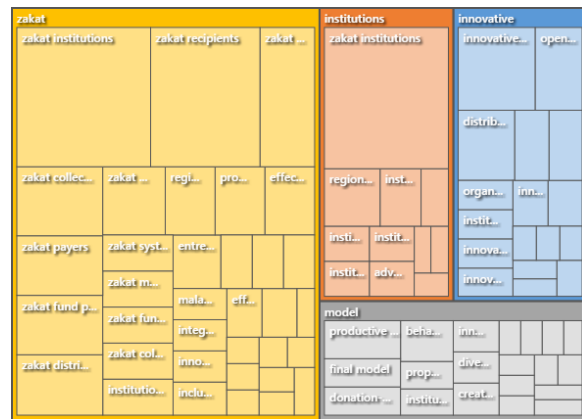 zakat
zakat institutions
zakat recipients
zakat ...
zakat collec...
zakat ...
regi...
pro...
effec...
zakat payers
zakat syst...
entre...
zakat m...
zakat fund p...
mala...
eff...
zakat fun...
integ...
zakat distri...
zakat col...
inno...
institutio...
inclu...
institutions
zakat institutions
region...
inst...
insti...
instit...
instit...
adv...
innovative
innovative...
open...
distrib...
organ...
inn...
instit...
innova...
innov...
model
productive ...
beha...
inn...
final model
prop...
dive...
donation-...
institu...
creat...